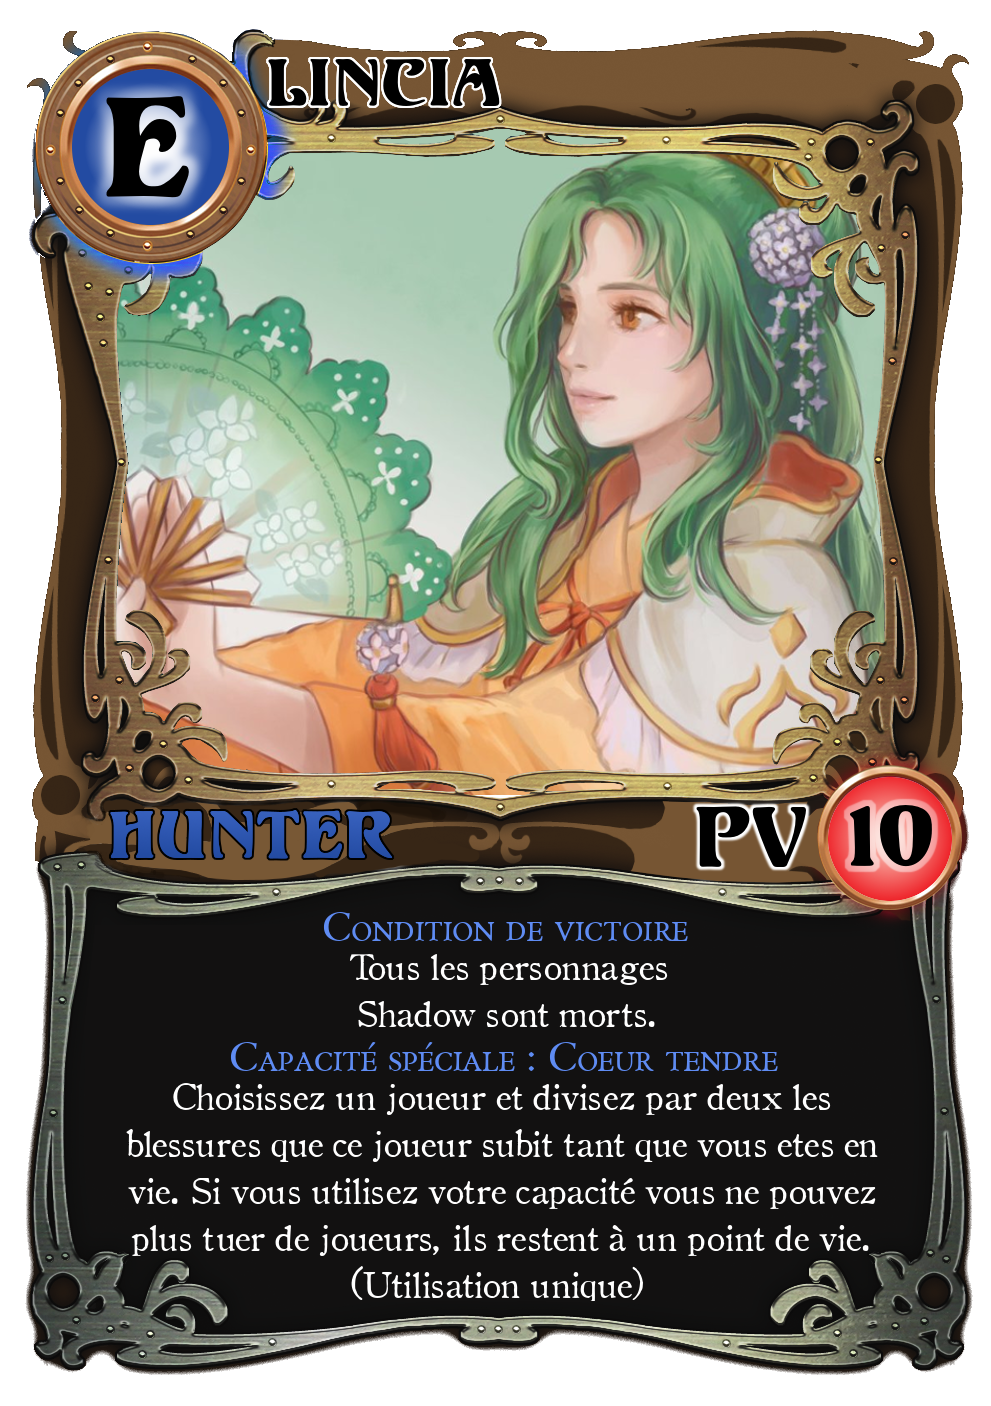 E
LINCIA
HUNTER
PV 10
Condition de victoire
Tous les personnages
Shadow sont morts.
Capacité spéciale : Coeur tendre
Choisissez un joueur et divisez par deux les
blessures que ce joueur subit tant que vous etes en
vie. Si vous utilisez votre capacité vous ne pouvez
plus tuer de joueurs, ils restent à un point de vie.
(Utilisation unique)